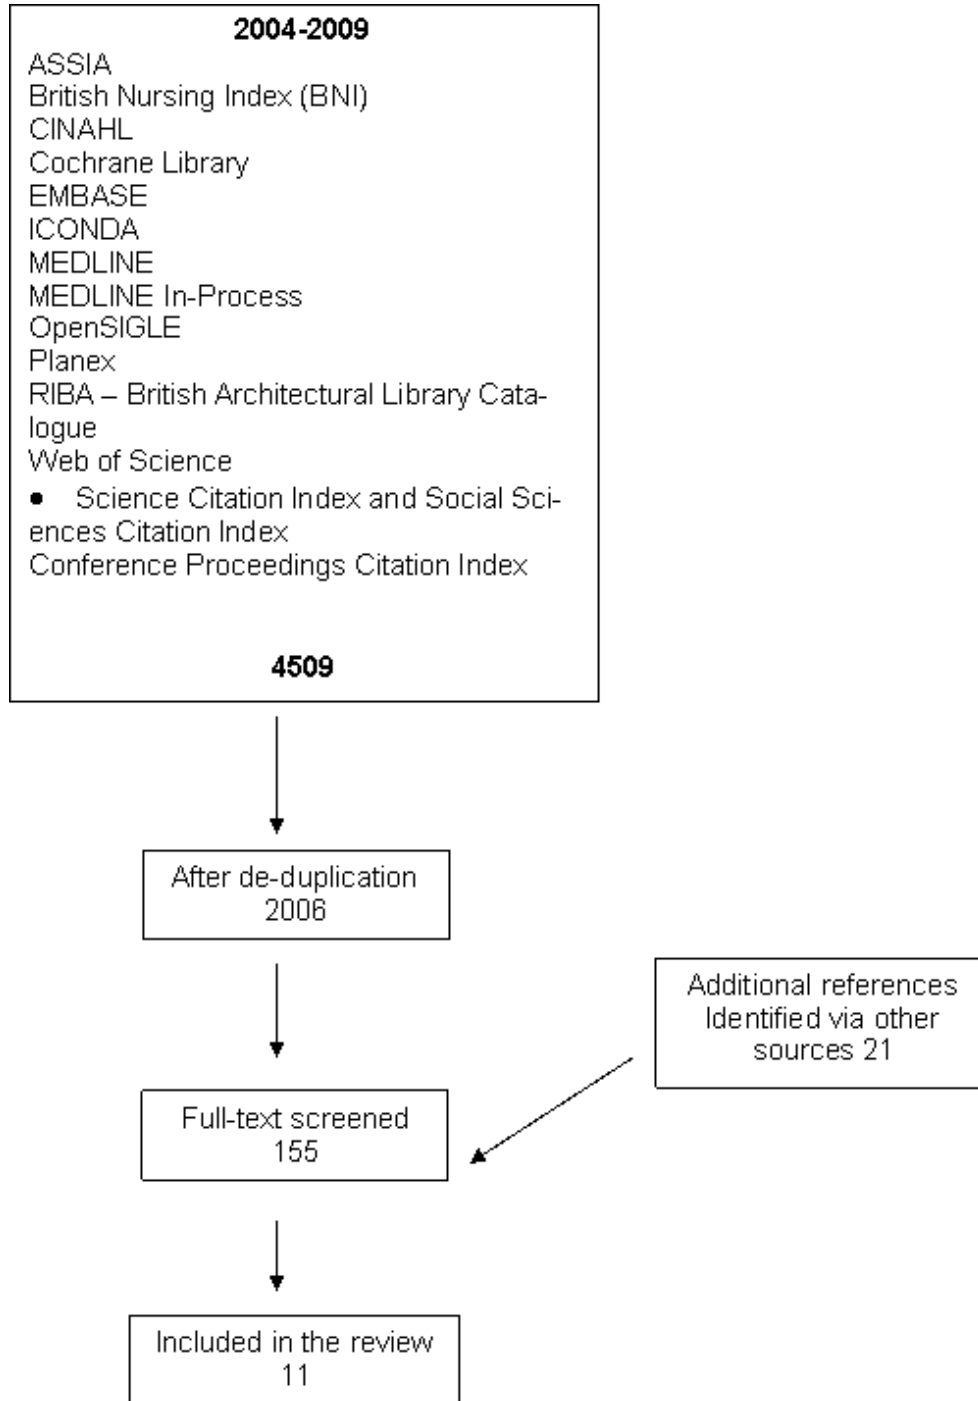 2004-2009
ASSIA
British Nursing Index (BNI)
CINAHL
Cochrane Library
EMBASE
ICONDA
MEDLINE
MEDLINE In-Process
OpenSIGLE
Planex
RIBA – British Architectural Library Cata-
logue
Web of Science
● Science Citation Index and Social Sci-
ences Citation Index
Conference Proceedings Citation Index
4509
After de-duplication
2006
Additional references
Identified via other
sources 21
Full-text screened
155
Included in the review
11